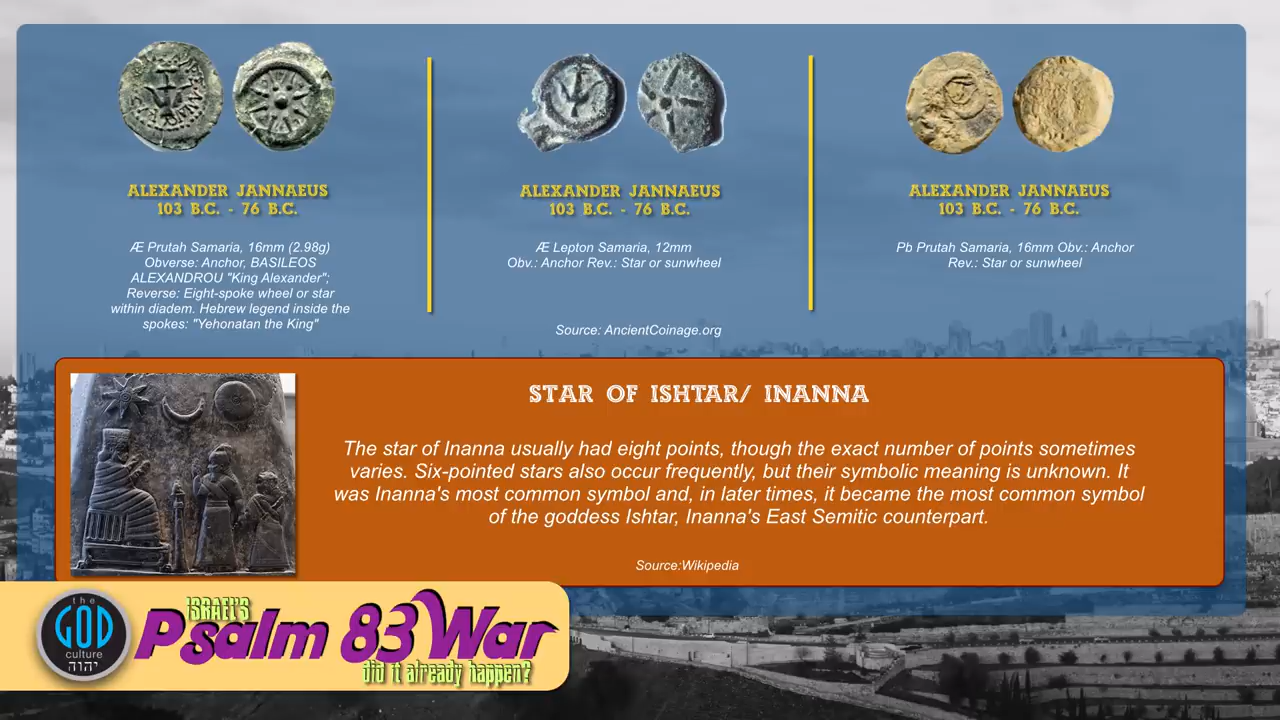 ALEXANDER JANNAEUS
103 B.C. - 76 B.C.
Æ Prutah Samaria, 16mm (2.98g)
Obverse: Anchor, BASILEOS
ALEXANDROU "King Alexander";
Reverse: Eight-spoke wheel or star
within diadem. Hebrew legend inside the
spokes: "Yehonatan the King"
ALEXANDER JANNAEUS
103 B.C. - 76 B.C.
Æ Lepton Samaria, 12mm
Obv.: Anchor Rev.: Star or sunwheel
Source: AncientCoinage.org
ALEXANDER JANNAEUS
103 B.C. - 76 B.C.
Pb Prutah Samaria, 16mm Obv.: Anchor
Rev.: Star or sunwheel
STAR OF ISHTAR/ INANNA
The star of Inanna usually had eight points, though the exact number of points sometimes
varies. Six-pointed stars also occur frequently, but their symbolic meaning is unknown. It
was Inanna's most common symbol and, in later times, it became the most common symbol
of the goddess Ishtar, Inanna's East Semitic counterpart.
Source:Wikipedia
the
GOD
culture
יהוה
ISRAEL'S
Psalm 83 War
did it already happen?